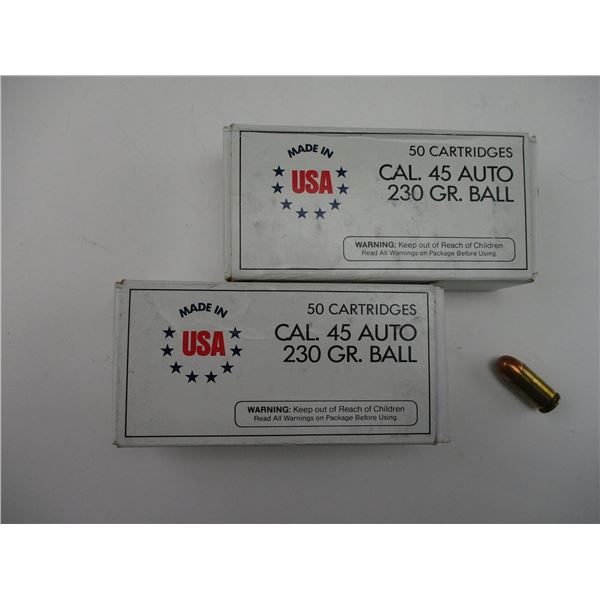 MADE IN
USA
50 CARTRIDGES
CAL. 45 AUTO
230 GR. BALL
WARNING: Keep out of Reach of Children
Read All Warnings on Package Before Using.
MADE IN
USA
50 CARTRIDGES
CAL. 45 AUTO
230 GR. BALL
WARNING: Keep out of Reach of Children
Read All Warnings on Package Before Using.